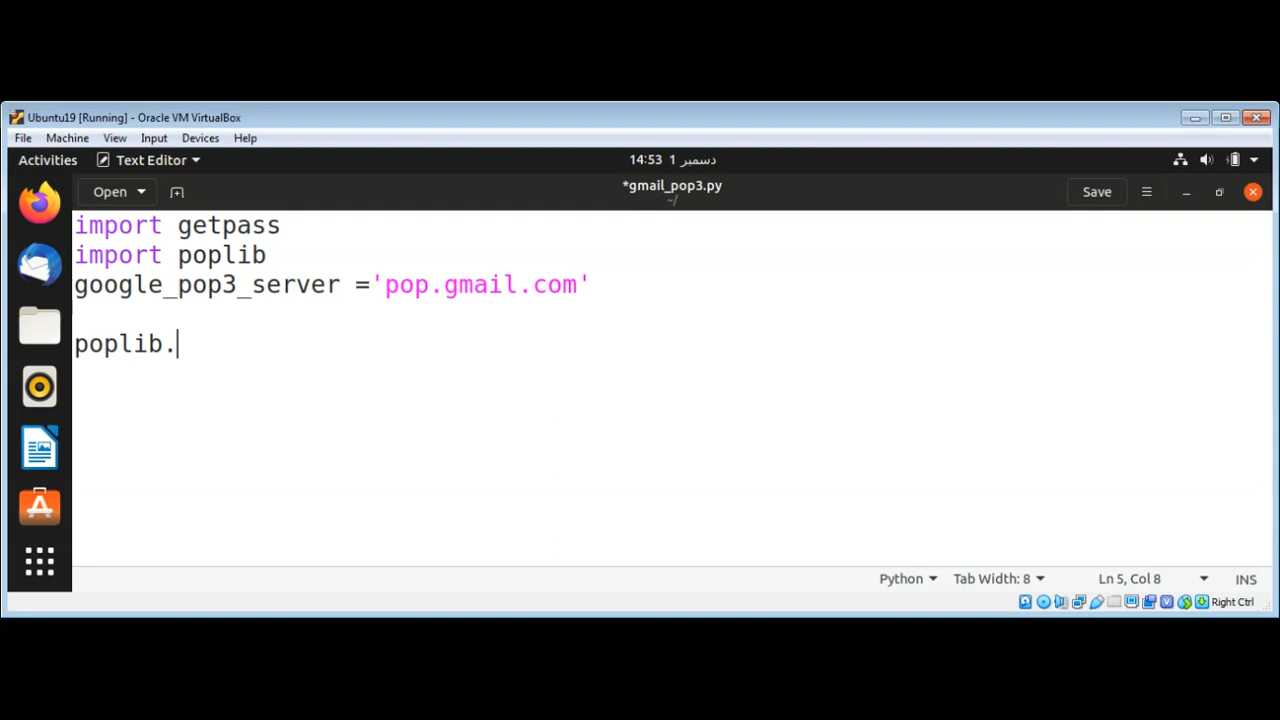 Ubuntu19 [Running] - Oracle VM VirtualBox
File Machine View Input Devices Help
Activities Text Editor دسمبر 1 14:53
Open *gmail_pop3.py Save
~/
import getpass
import poplib
google_pop3_server ='pop.gmail.com'
poplib.
Python Tab Width: 8 Ln 5, Col 8 INS
Right Ctrl